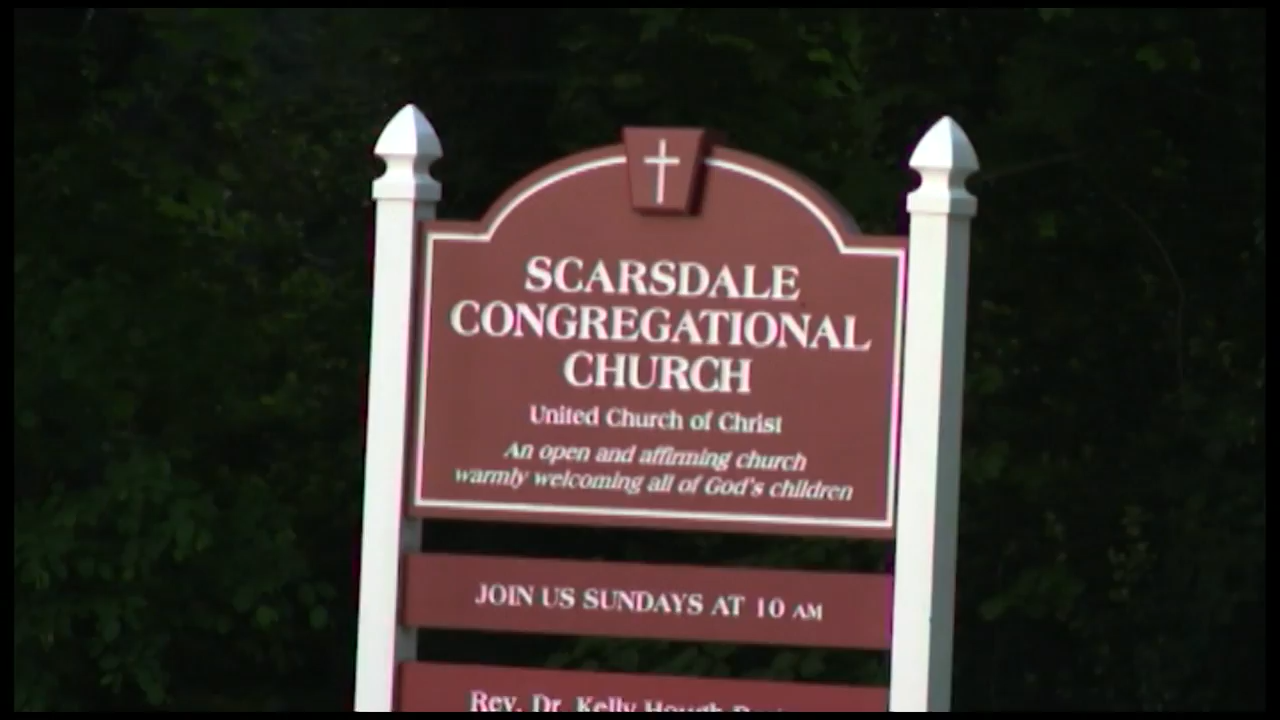 SCARSDALE
CONGREGATIONAL
CHURCH
United Church of Christ
An open and affirming church
warmly welcoming all of God's children
JOIN US SUNDAYS AT 10 AM
Rev. Dr. Kelly Hough